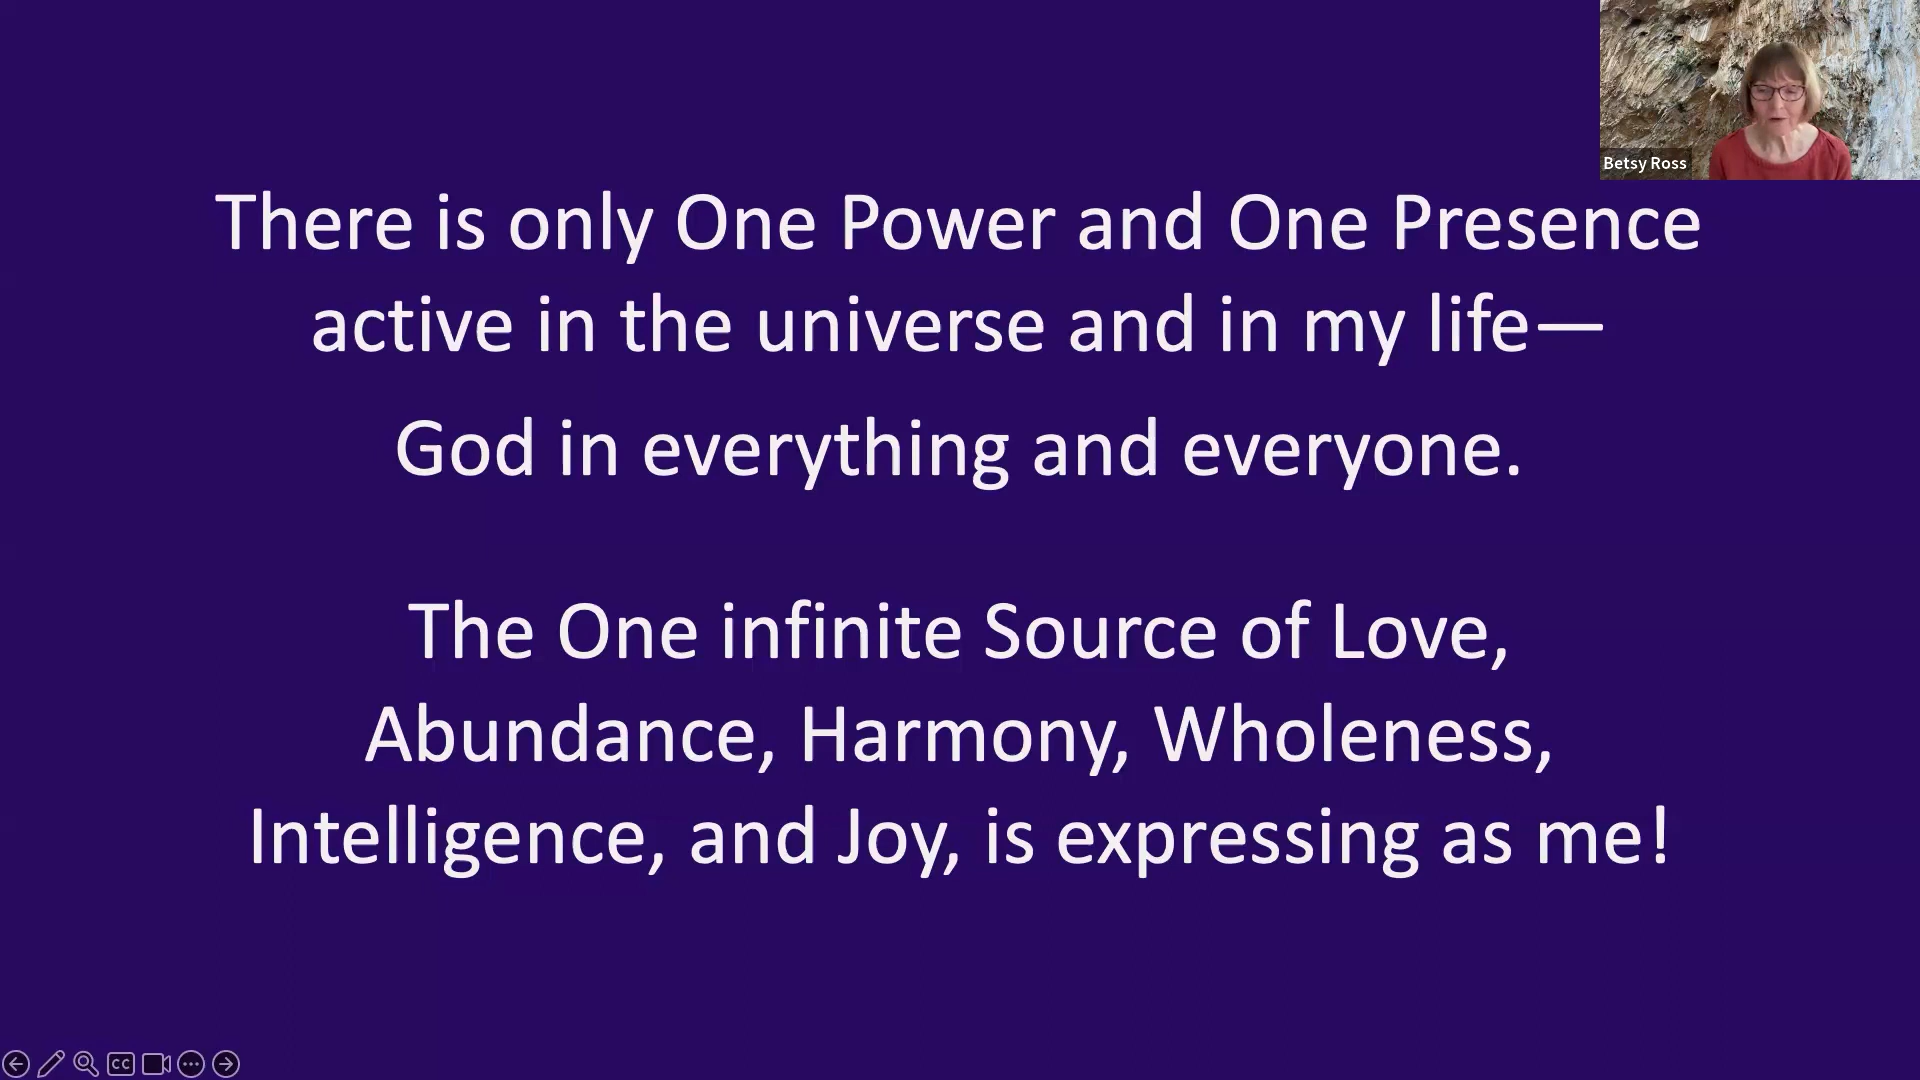 Betsy Ross
There is only One Power and One Presence
active in the universe and in my life—
God in everything and everyone.
The One infinite Source of Love,
Abundance, Harmony, Wholeness,
Intelligence, and Joy, is expressing as me!
CC